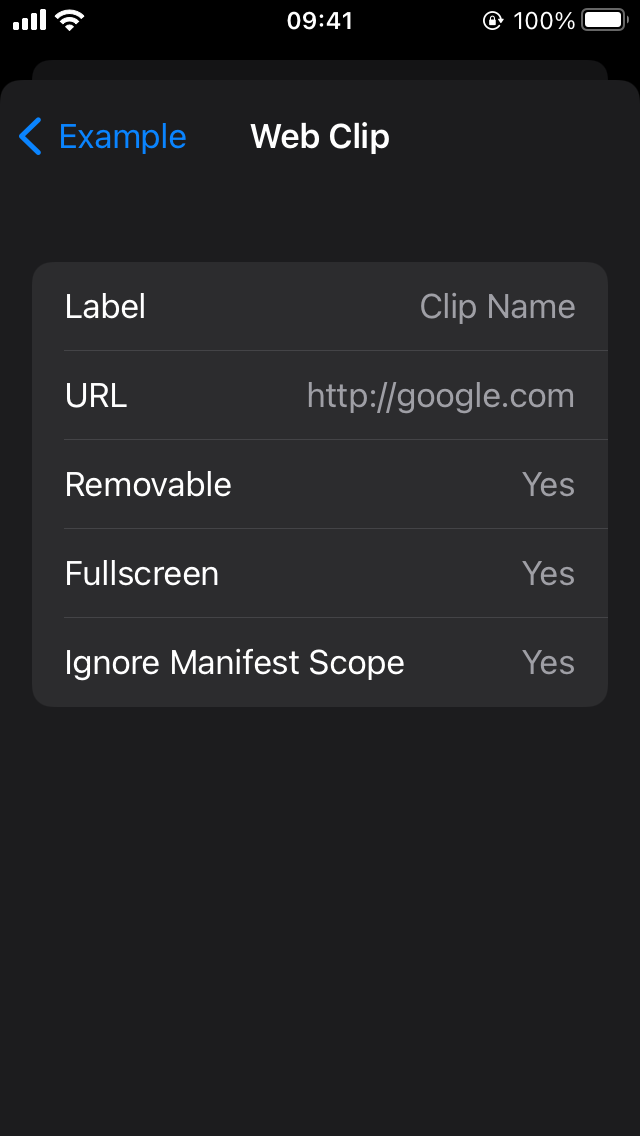 09:41 100%
Example Web Clip
Label Clip Name
URL http://google.com
Removable Yes
Fullscreen Yes
Ignore Manifest Scope Yes